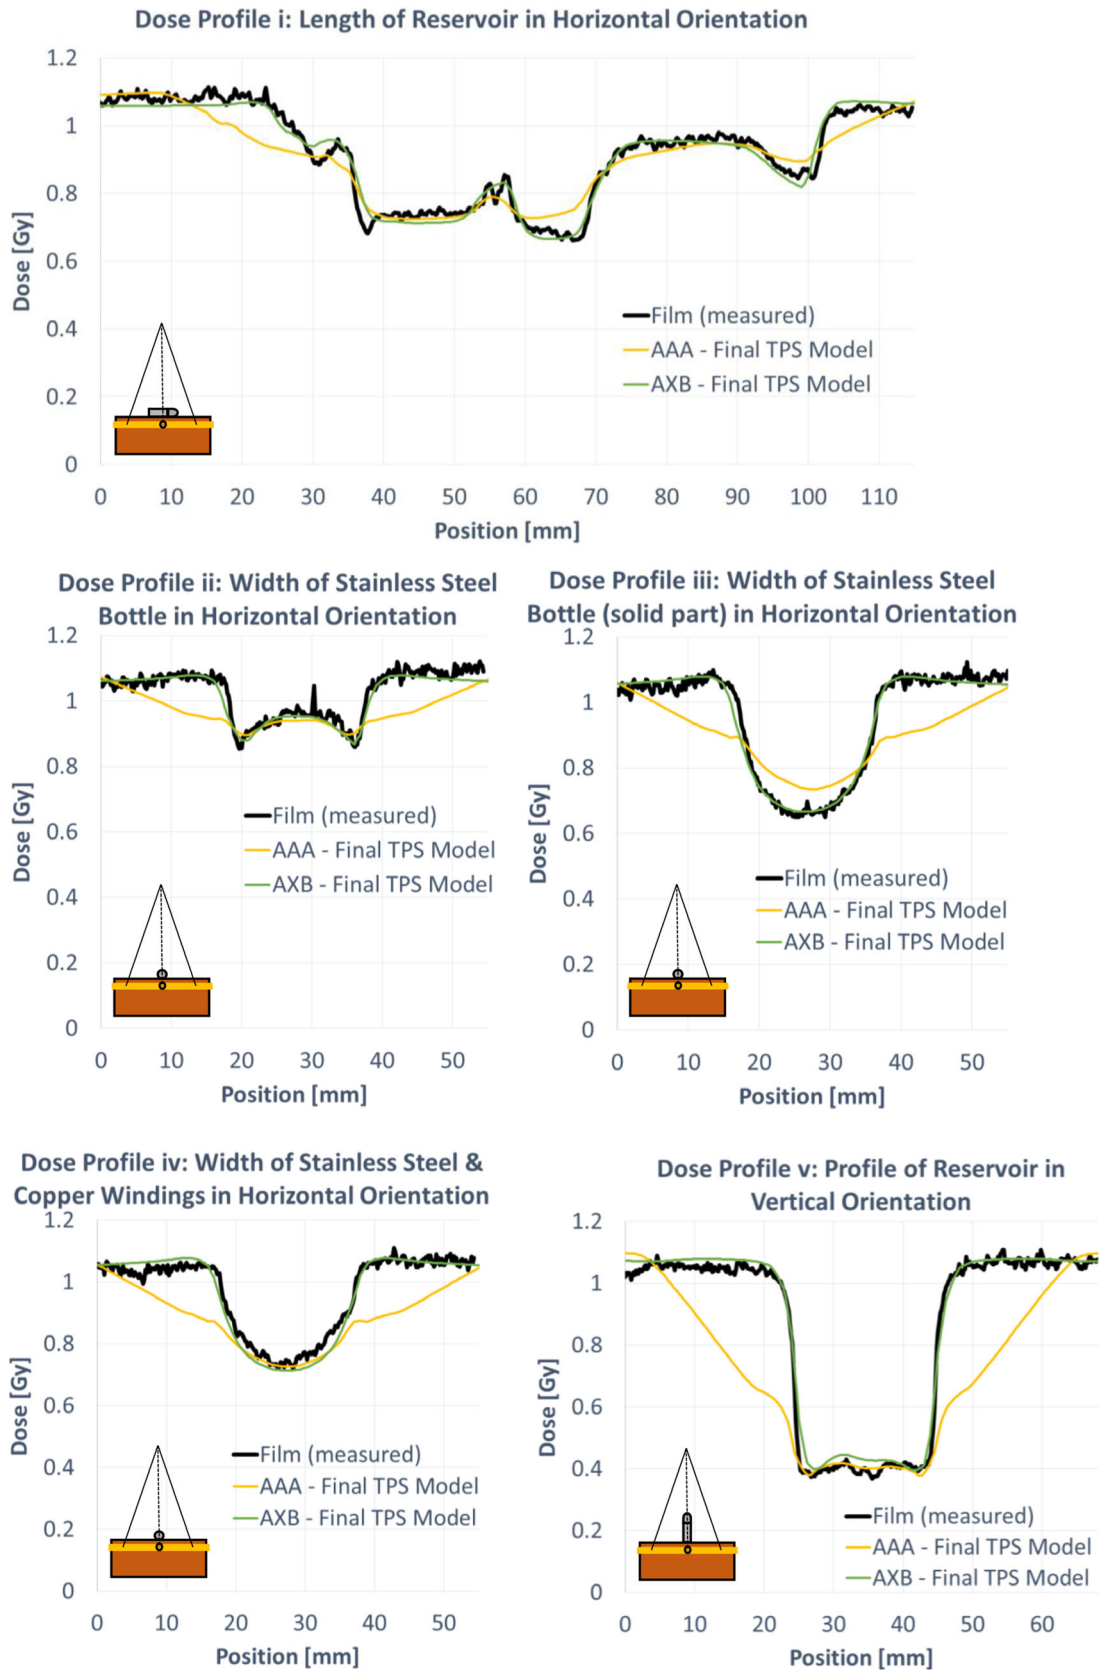 Dose Profile i: Length of Reservoir in Horizontal Orientation
1.2
1
0.8
0.6
0.4
0.2
0
Dose [Gy]
Film (measured)
AAA - Final TPS Model
AXB - Final TPS Model
0 10 20 30 40 50 60 70 80 90 100 110
Position [mm]
Dose Profile ii: Width of Stainless Steel
Bottle in Horizontal Orientation
1.2
1
0.8
0.6
0.4
0.2
0
Dose [Gy]
Film (measured)
AAA - Final TPS Model
AXB - Final TPS Model
0 10 20 30 40 50
Position [mm]
Dose Profile iii: Width of Stainless Steel
Bottle (solid part) in Horizontal Orientation
1.2
1
0.8
0.6
0.4
0.2
0
Dose [Gy]
Film (measured)
AAA - Final TPS Model
AXB - Final TPS Model
0 10 20 30 40 50
Position [mm]
Dose Profile iv: Width of Stainless Steel &
Copper Windings in Horizontal Orientation
1.2
1
0.8
0.6
0.4
0.2
0
Dose [Gy]
Film (measured)
AAA - Final TPS Model
AXB - Final TPS Model
0 10 20 30 40 50
Position [mm]
Dose Profile v: Profile of Reservoir in
Vertical Orientation
1.2
1
0.8
0.6
0.4
0.2
0
Dose [Gy]
Film (measured)
AAA - Final TPS Model
AXB - Final TPS Model
0 10 20 30 40 50 60
Position [mm]